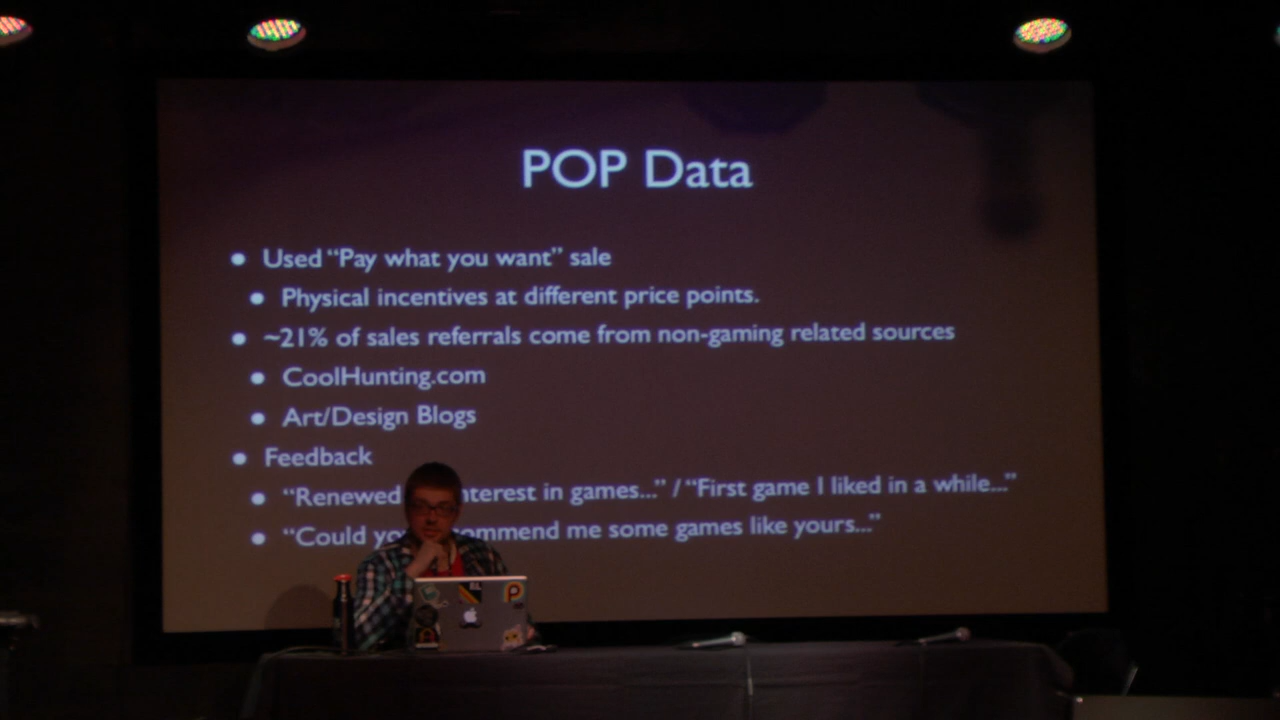 POP Data
• Used “Pay what you want” sale
• Physical incentives at different price points.
• ~21% of sales referrals come from non-gaming related sources
• CoolHunting.com
• Art/Design Blogs
• Feedback
• “Renewed interest in games...” / “First game I liked in a while...”
• “Could you me some games like yours...”
P